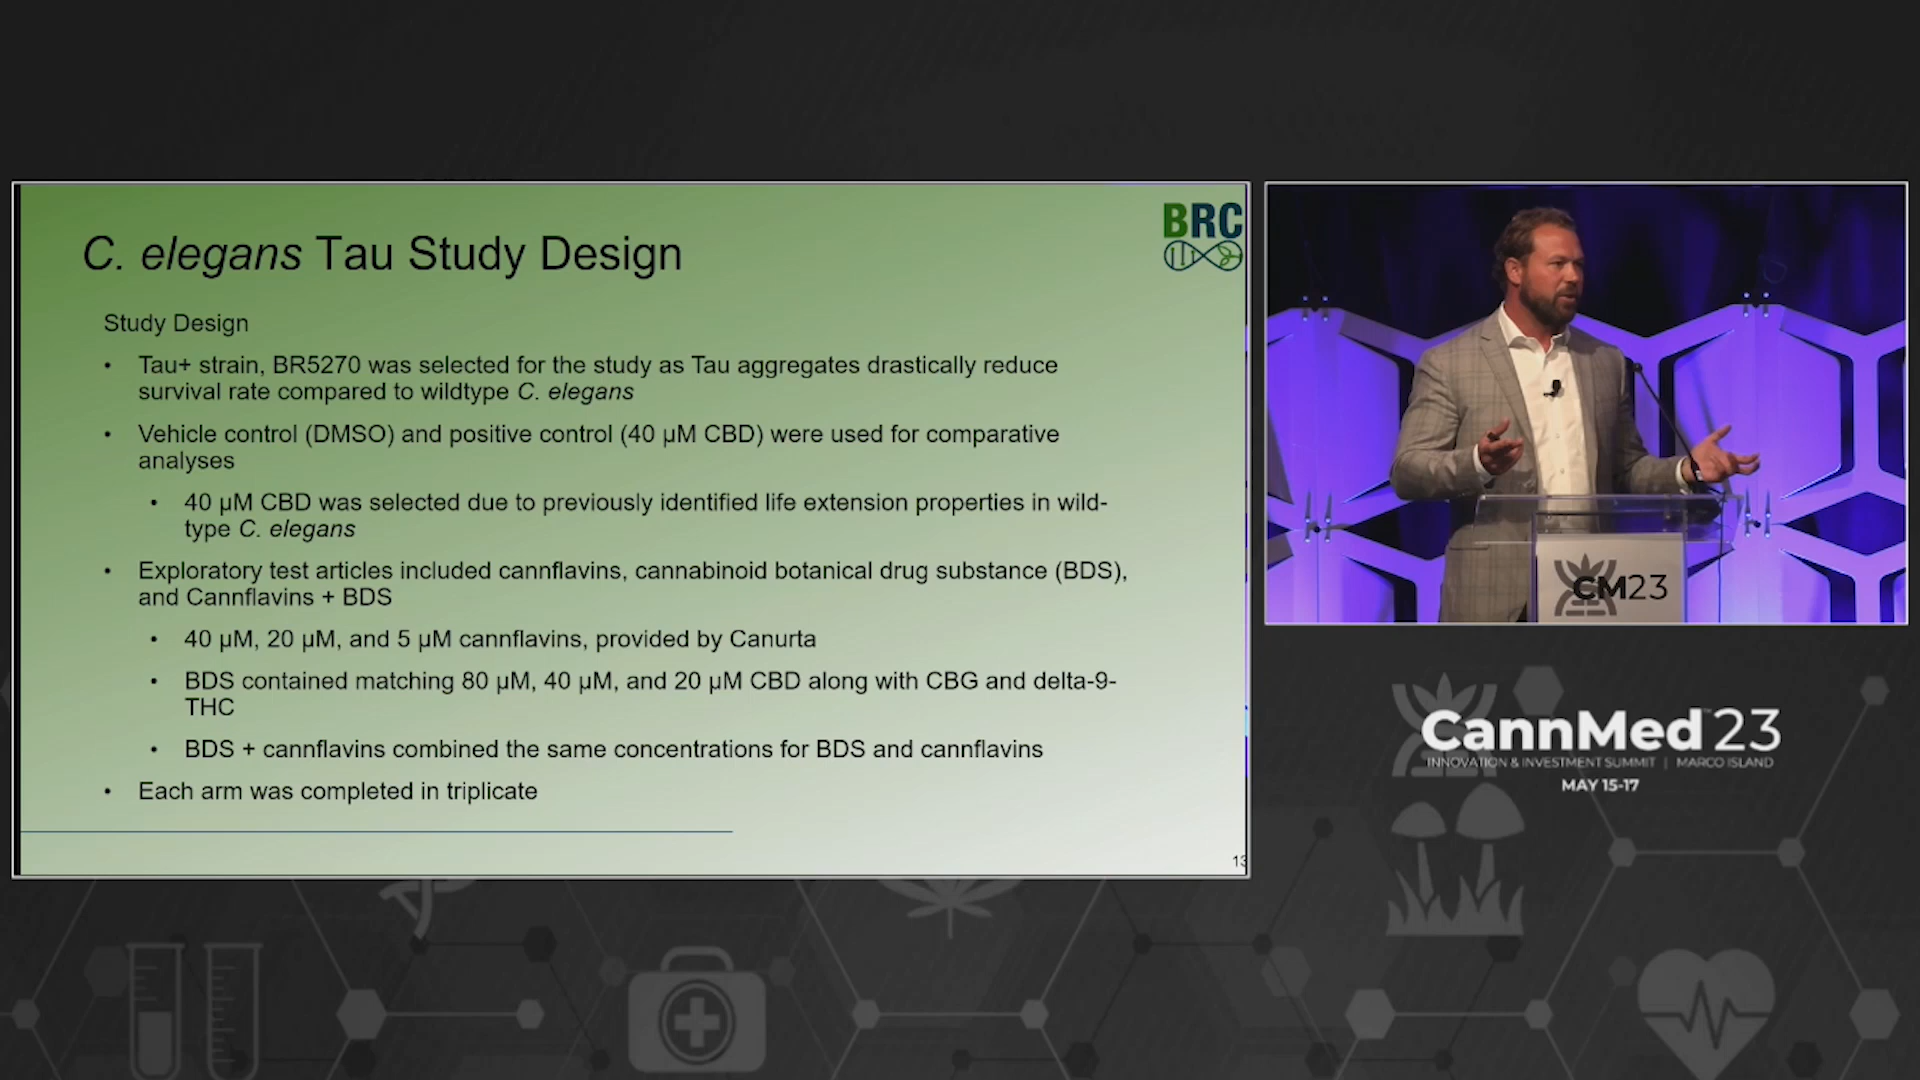 BRC
C. elegans Tau Study Design
Study Design
• Tau+ strain, BR5270 was selected for the study as Tau aggregates drastically reduce
survival rate compared to wildtype C. elegans
• Vehicle control (DMSO) and positive control (40 µM CBD) were used for comparative
analyses
• 40 µM CBD was selected due to previously identified life extension properties in wild-
type C. elegans
• Exploratory test articles included cannflavins, cannabinoid botanical drug substance (BDS),
and Cannflavins + BDS
• 40 µM, 20 µM, and 5 µM cannflavins, provided by Canurta
• BDS contained matching 80 µM, 40 µM, and 20 µM CBD along with CBG and delta-9-
THC
• BDS + cannflavins combined the same concentrations for BDS and cannflavins
• Each arm was completed in triplicate
13
CM23
CannMed 23
INNOVATION & INVESTMENT SUMMIT | MARCO ISLAND
MAY 15-17